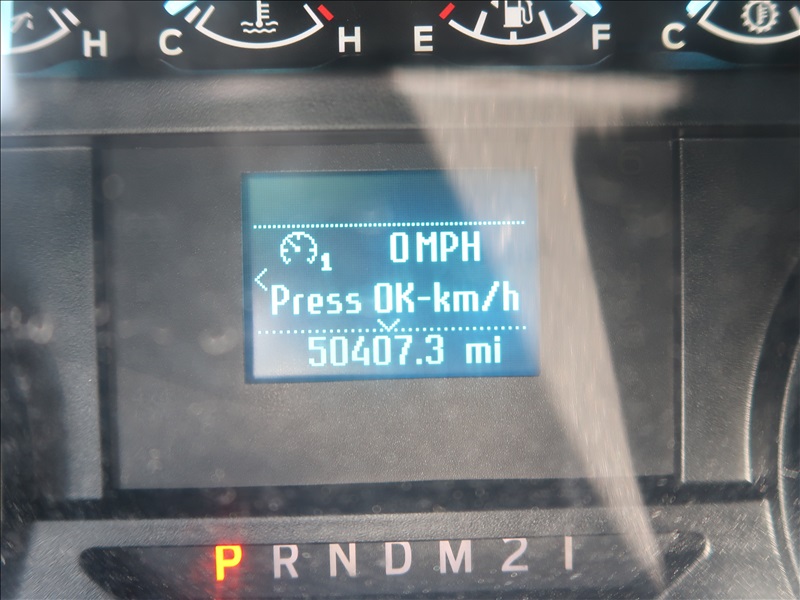 H C H E F C
1 0 MPH
Press OK-km/h
50407.3 mi
P R N D M 2 1